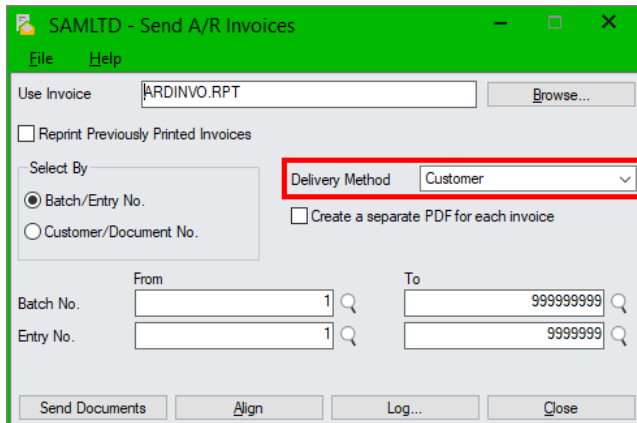 SAMLTD - Send A/R Invoices
File Help
Use Invoice ARDINVO.RPT Browse...
Reprint Previously Printed Invoices
Select By
Delivery Method Customer
Batch/Entry No.
Create a separate PDF for each invoice
Customer/Document No.
From To
Batch No. 1 999999999
Entry No. 1 9999999
Send Documents Align Log... Close